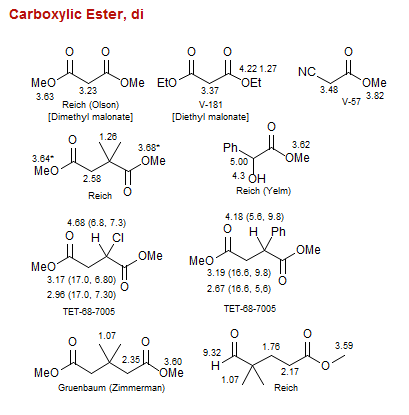 Carboxylic Ester, di
O O
MeO OMe
3.63 3.23
Reich (Olson)
[Dimethyl malonate]
O O
4.22 1.27
EtO OEt
3.37
V-181
[Diethyl malonate]
O
NC OMe
3.48 3.82
V-57
1.26
O 3.68*
3.64* OMe
MeO 2.58 O
Reich
O
Ph 3.62
OMe
5.00
4.3 OH
Reich (Yelm)
4.68 (6.8, 7.3)
H Cl
O OMe
MeO
3.17 (17.0, 6.80) O
2.96 (17.0, 7.30)
TET-68-7005
4.18 (5.6, 9.8)
H Ph
O OMe
MeO
3.19 (16.6, 9.8) O
2.67 (16.6, 5,6)
TET-68-7005
1.07
O O
2.35 3.60
MeO OMe
Gruenbaum (Zimmerman)
O O
9.32 1.76 3.59
H O
1.07 2.17
Reich